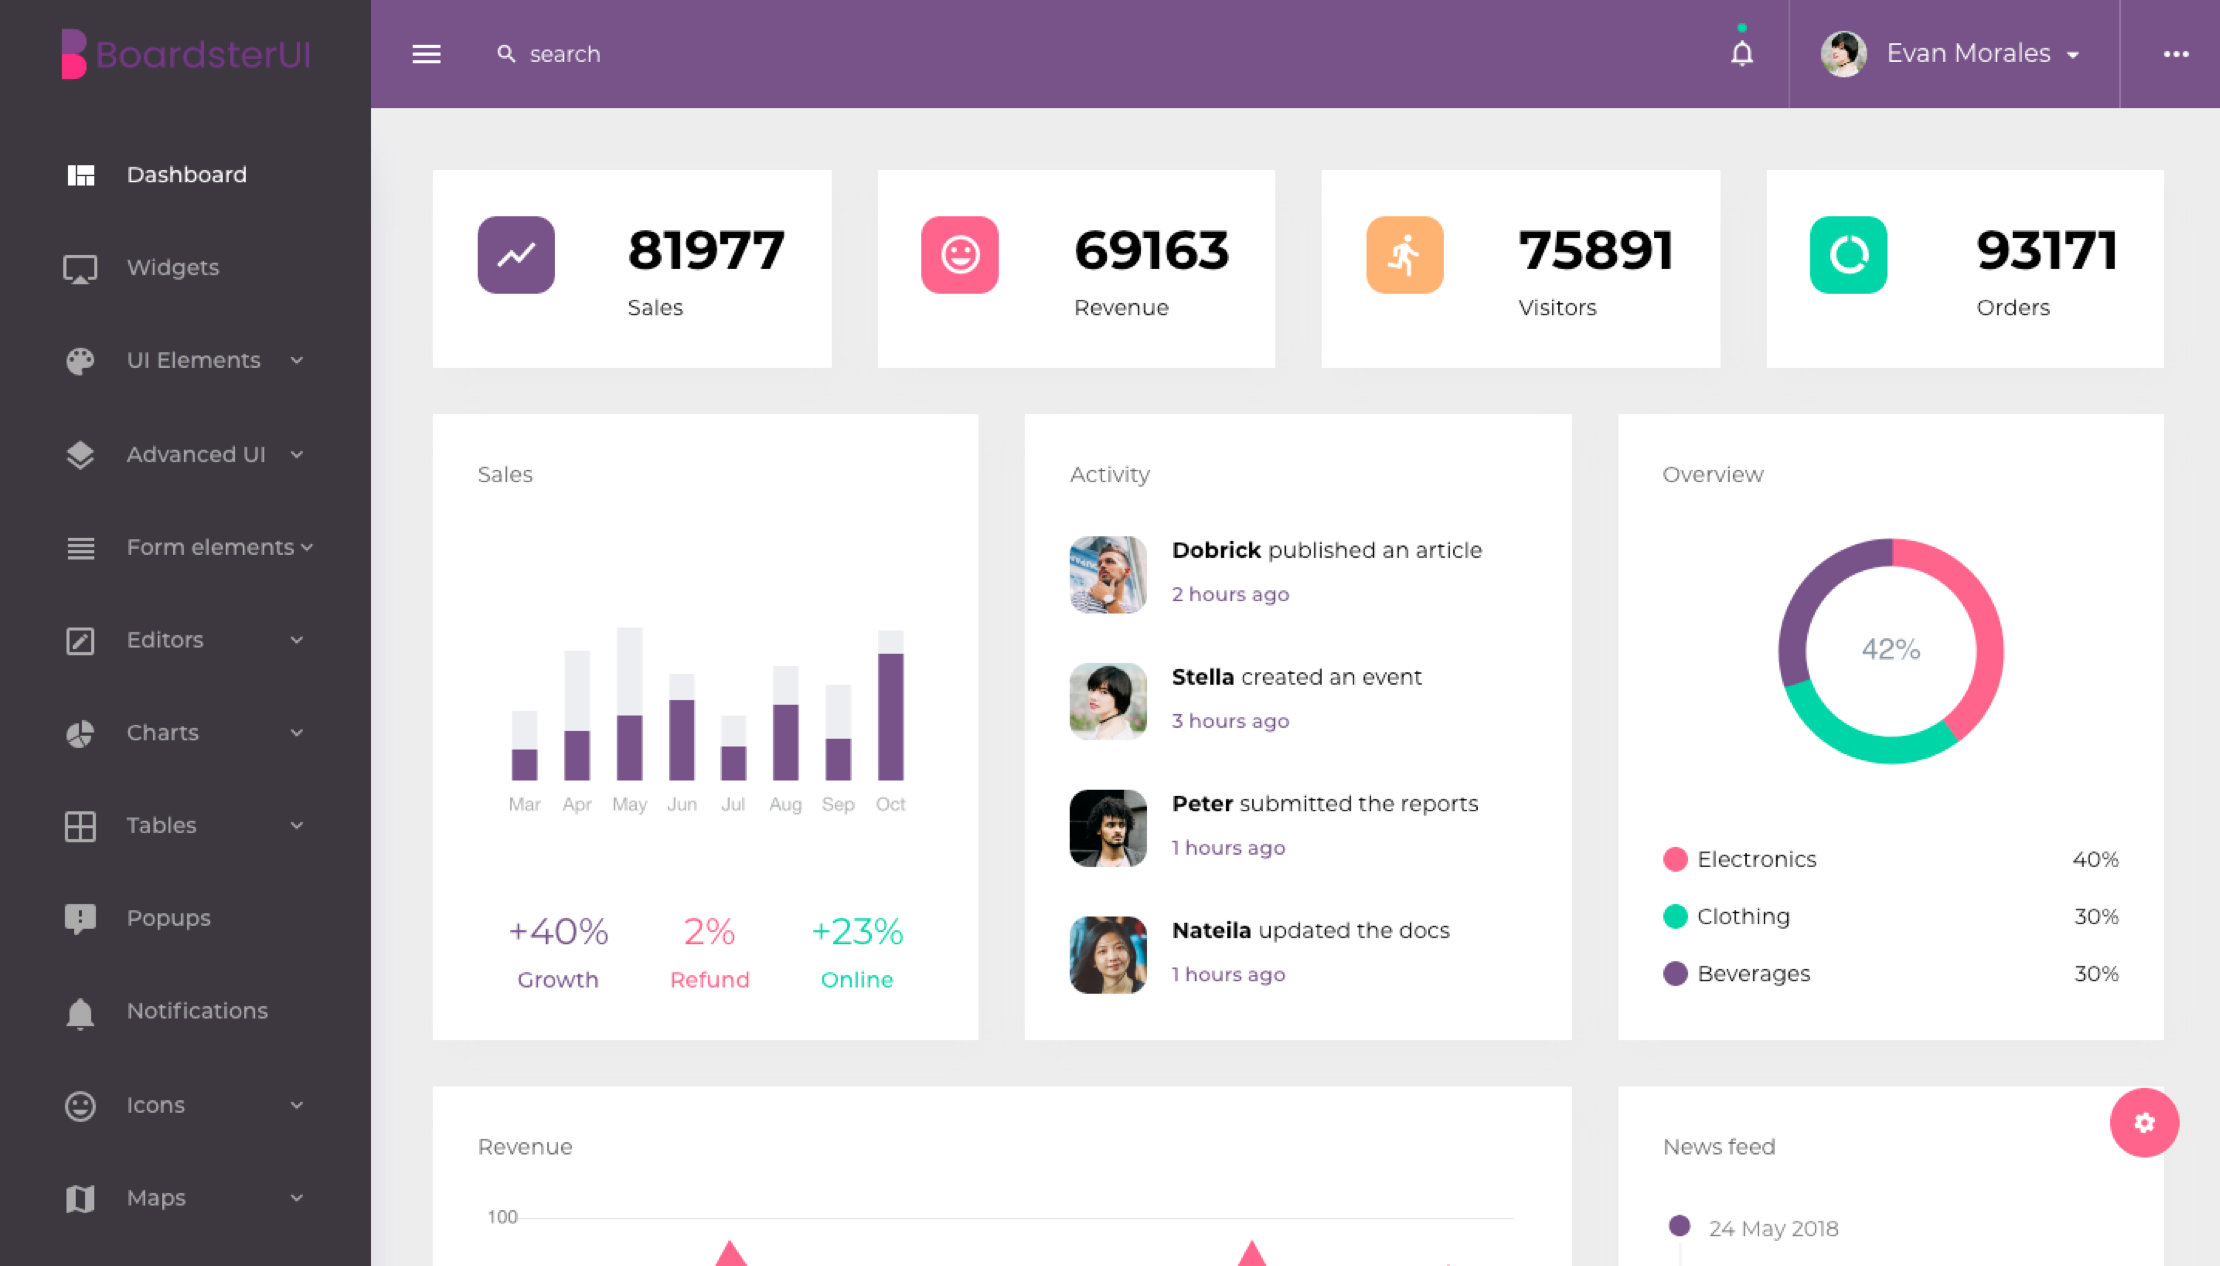 BoardsterUI
search
Evan Morales
Dashboard
Widgets
UI Elements
Advanced UI
Form elements
Editors
Charts
Tables
Popups
Notifications
Icons
Maps
81977
Sales
69163
Revenue
75891
Visitors
93171
Orders
Sales
Mar Apr May Jun Jul Aug Sep Oct
+40% 2% +23%
Growth Refund Online
Activity
Dobrick published an article
2 hours ago
Stella created an event
3 hours ago
Peter submitted the reports
1 hours ago
Nateila updated the docs
1 hours ago
Overview
42%
Electronics 40%
Clothing 30%
Beverages 30%
Revenue
100
News feed
24 May 2018